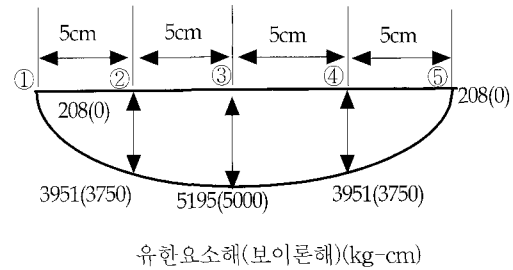 5cm 5cm 5cm 5cm
① ② ③ ④ ⑤
208(0) 208(0)
3951(3750) 5195(5000) 3951(3750)
유한요소해(보이론해)(kg-cm)